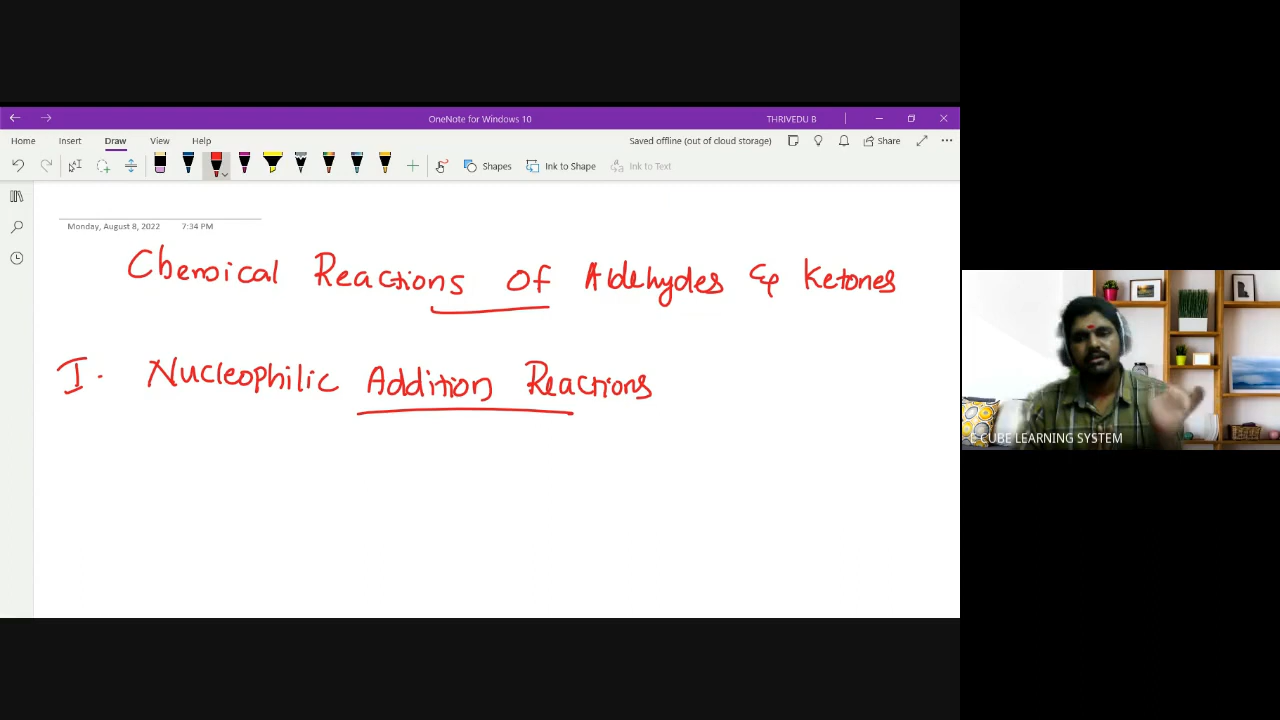 OneNote for Windows 10
THRIVEDU B
Home Insert Draw View Help
Saved offline (out of cloud storage)
Share
Shapes
Ink to Shape
Ink to Text
Monday, August 8, 2022 7:34 PM
Chemical Reactions Of Aldehydes & Ketones
I. Nucleophilic Addition Reactions
E CUBE LEARNING SYSTEM